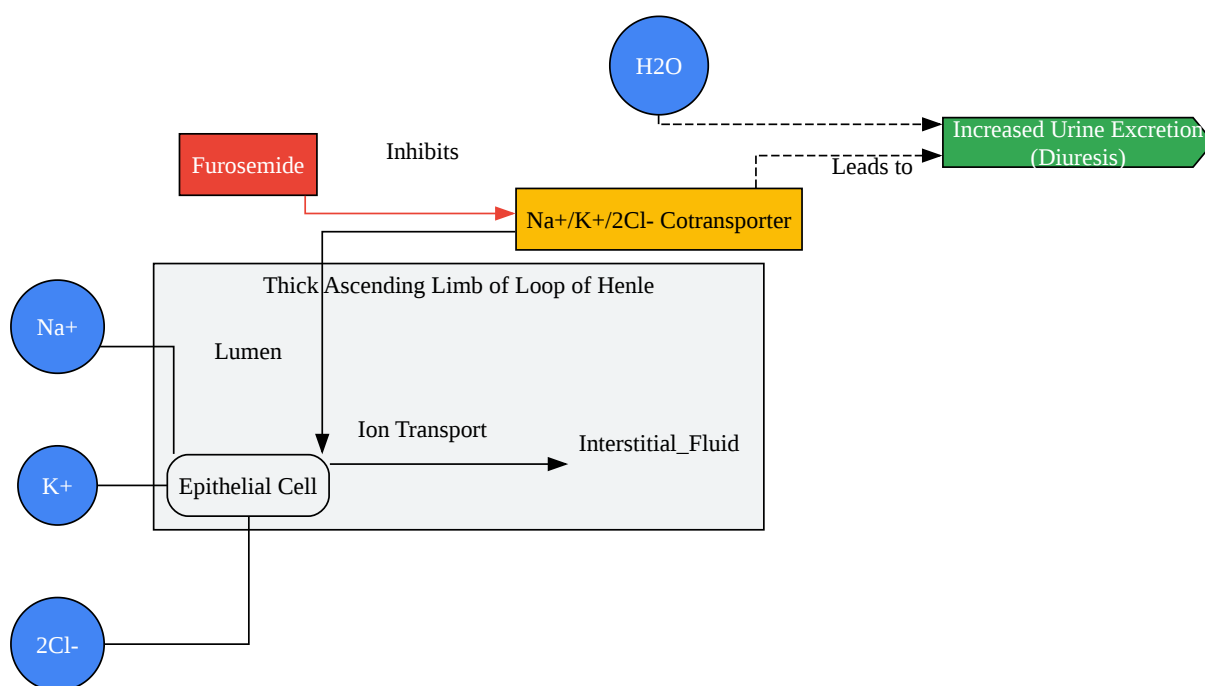 H2O
Increased Urine Excretion
(Diuresis)
Furosemide
Inhibits
Leads to
Na+/K+/2Cl- Cotransporter
Thick Ascending Limb of Loop of Henle
Na+
Lumen
Ion Transport
Interstitial_Fluid
K+
Epithelial Cell
2Cl-